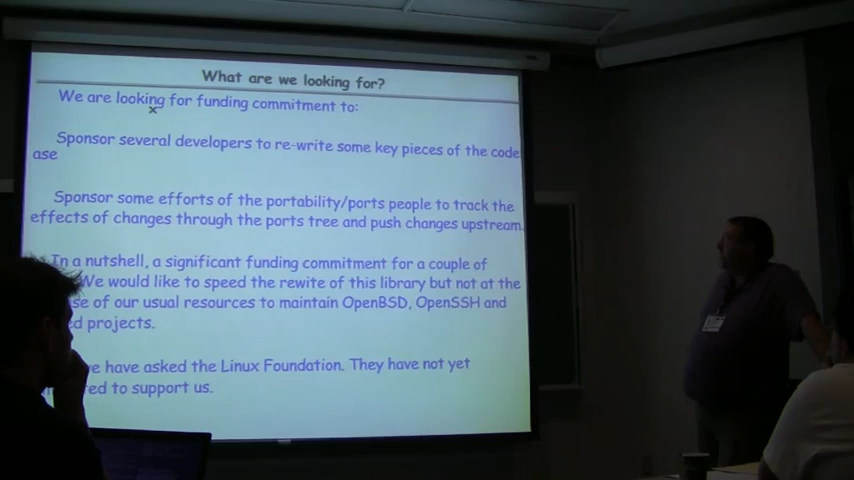 What are we looking for?
We are looking for funding commitment to:
Sponsor several developers to re-write some key pieces of the code
ase
Sponsor some efforts of the portability/ports people to track the
effects of changes through the ports tree and push changes upstream.
In a nutshell, a significant funding commitment for a couple of
We would like to speed the rewite of this library but not at the
se of our usual resources to maintain OpenBSD, OpenSSH and
d projects.
e have asked the Linux Foundation. They have not yet
ed to support us.